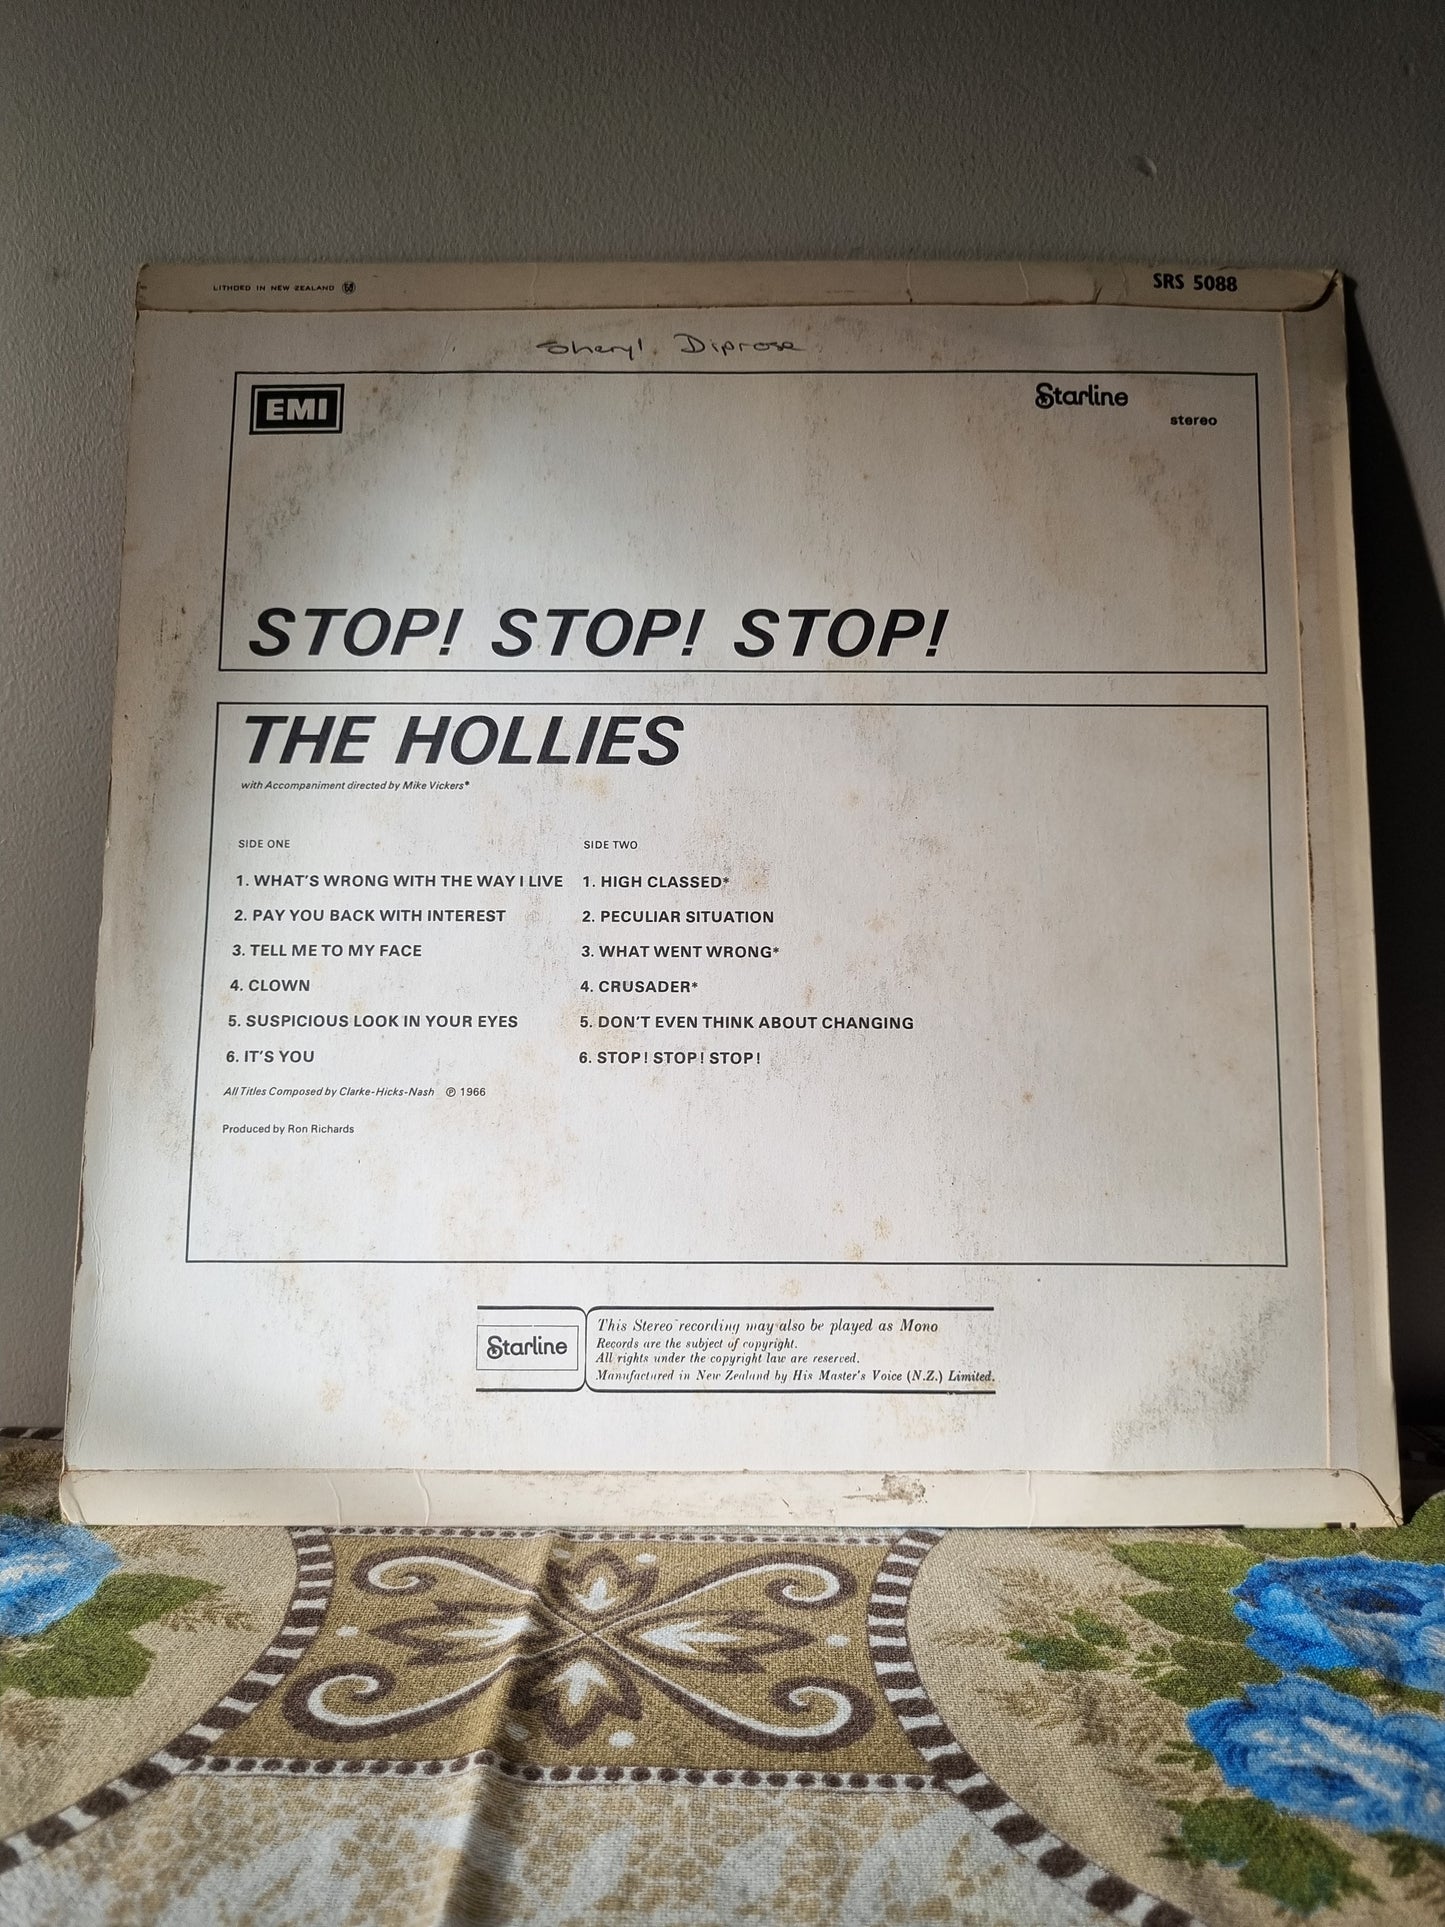 LITHOED IN NEW ZEALAND
SRS 5088
Sheryl Diprose
EMI
Starline
stereo
STOP! STOP! STOP!
THE HOLLIES
with Accompaniment directed by Mike Vickers*
SIDE ONE
1. WHAT'S WRONG WITH THE WAY I LIVE
2. PAY YOU BACK WITH INTEREST
3. TELL ME TO MY FACE
4. CLOWN
5. SUSPICIOUS LOOK IN YOUR EYES
6. IT'S YOU
SIDE TWO
1. HIGH CLASSED*
2. PECULIAR SITUATION
3. WHAT WENT WRONG*
4. CRUSADER*
5. DON'T EVEN THINK ABOUT CHANGING
6. STOP! STOP! STOP!
All Titles Composed by Clarke-Hicks-Nash ℗ 1966
Produced by Ron Richards
Starline
This Stereo recording may also be played as Mono
Records are the subject of copyright.
All rights under the copyright law are reserved.
Manufactured in New Zealand by His Master's Voice (N.Z.) Limited.